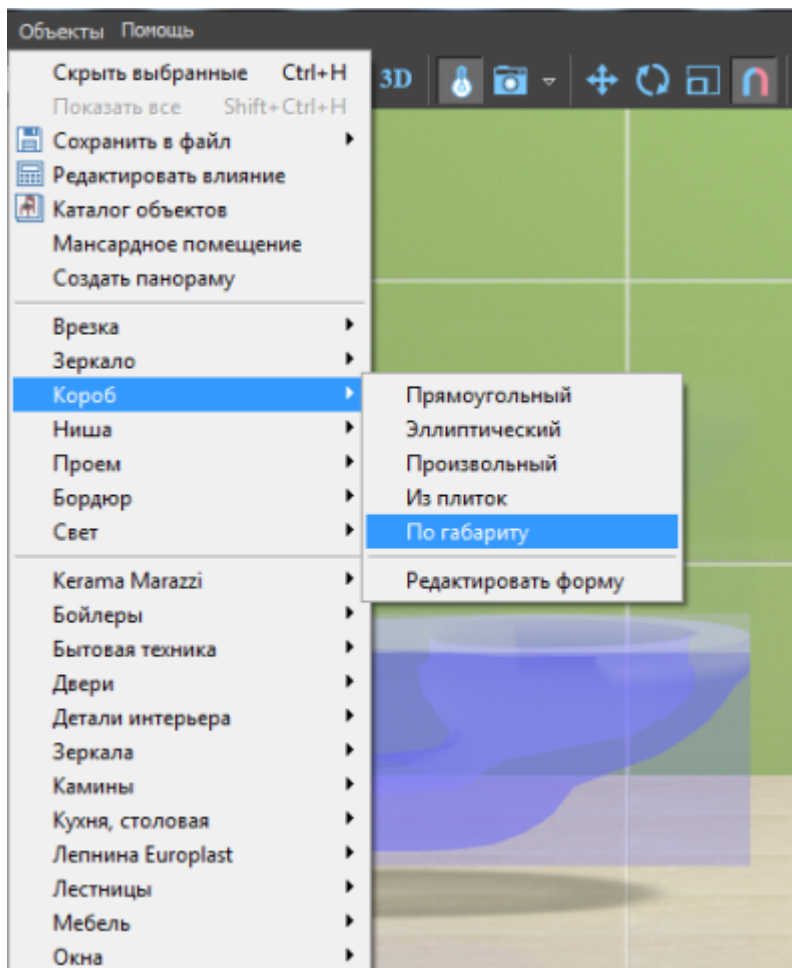 Объекты Помощь
Скрыть выбранные Ctrl+H
Показать все Shift+Ctrl+H
Сохранить в файл
Редактировать влияние
Каталог объектов
Мансардное помещение
Создать панораму
Врезка
Зеркало
Короб
Ниша
Проем
Бордюр
Свет
Kerama Marazzi
Бойлеры
Бытовая техника
Двери
Детали интерьера
Зеркала
Камины
Кухня, столовая
Лепнина Europlast
Лестницы
Мебель
Окна
3D
Прямоугольный
Эллиптический
Произвольный
Из плиток
По габариту
Редактировать форму